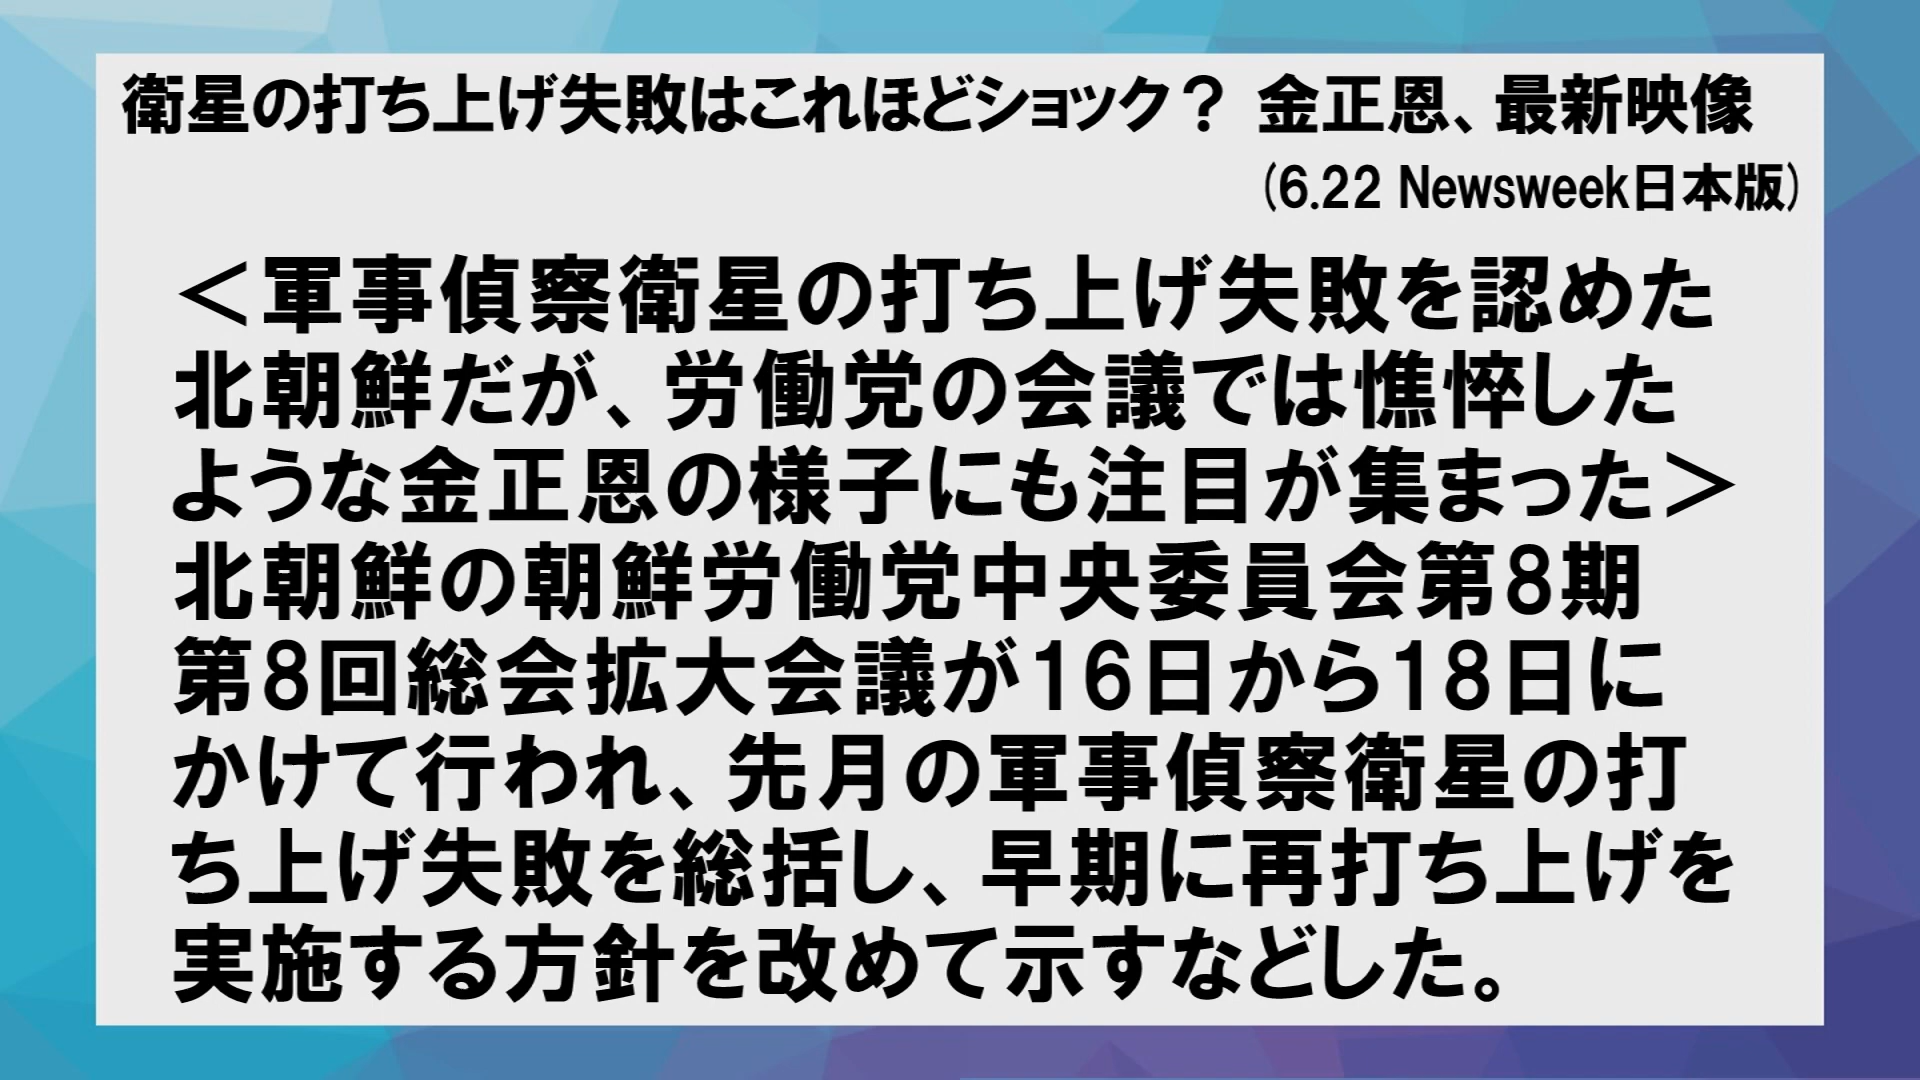 衛星の打ち上げ失敗はこれほどショック? 金正恩、最新映像
(6.22 Newsweek日本版)
<軍事偵察衛星の打ち上げ失敗を認めた
北朝鮮だが、労働党の会議では憔悴した
ような金正恩の様子にも注目が集まった>
北朝鮮の朝鮮労働党中央委員会第8期
第8回総会拡大会議が16日から18日に
かけて行われ、先月の軍事偵察衛星の打
ち上げ失敗を総括し、早期に再打ち上げを
実施する方針を改めて示すなどした。